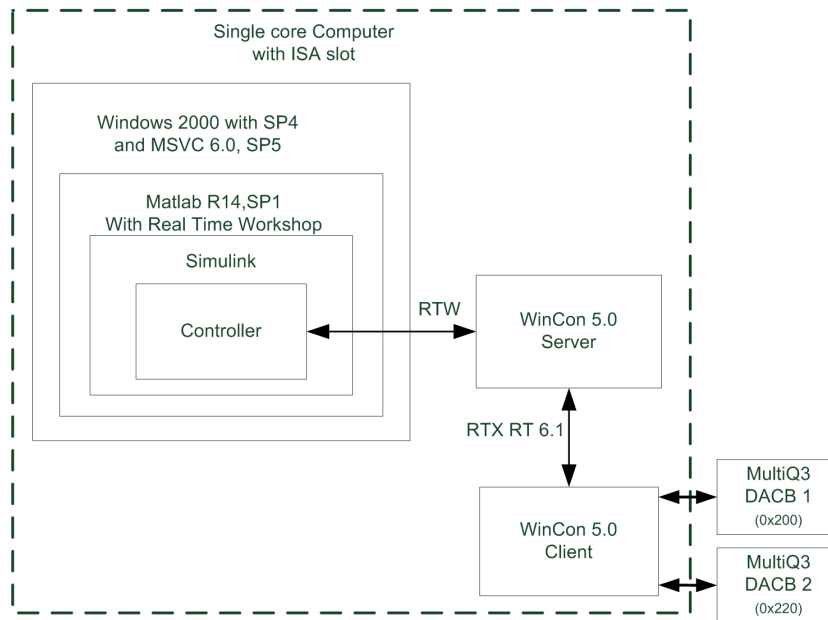 Single core Computer
with ISA slot
Windows 2000 with SP4
and MSVC 6.0, SP5
Matlab R14,SP1
With Real Time Workshop
Simulink
Controller
RTW
WinCon 5.0
Server
RTX RT 6.1
WinCon 5.0
Client
MultiQ3
DACB 1
(0x200)
MultiQ3
DACB 2
(0x220)